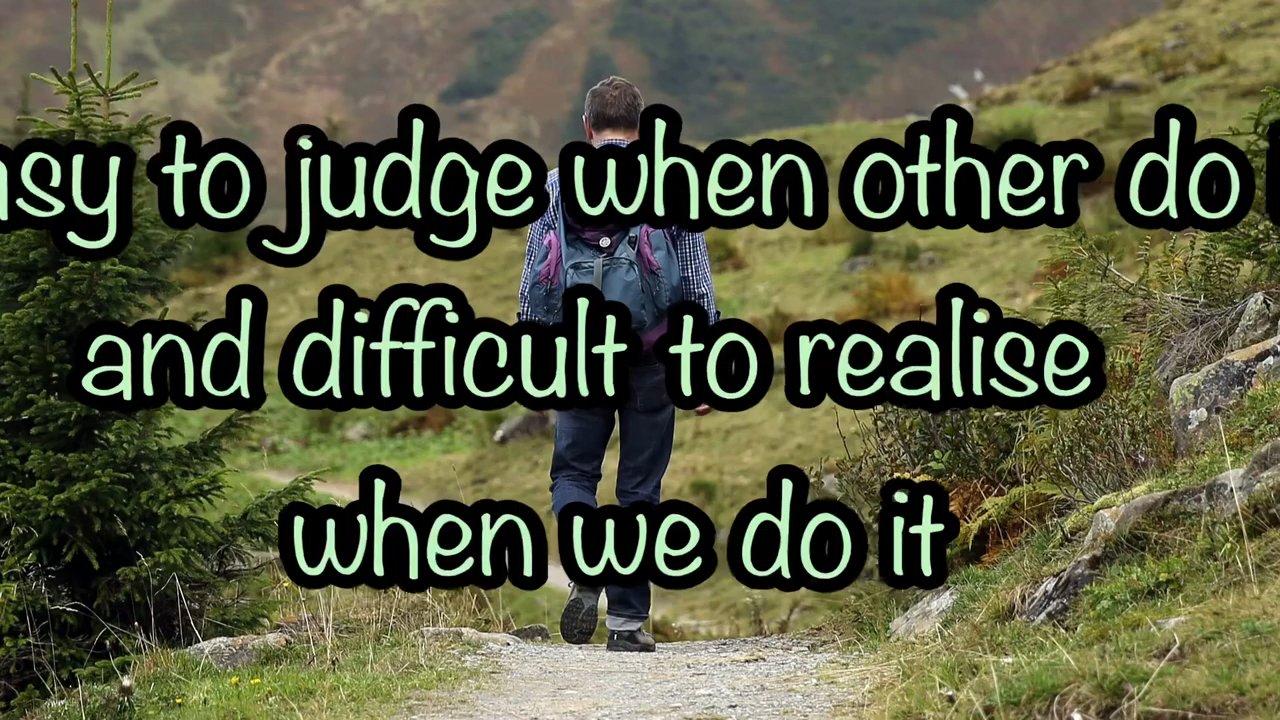 to judge when other do
and difficult to realise
when we do it